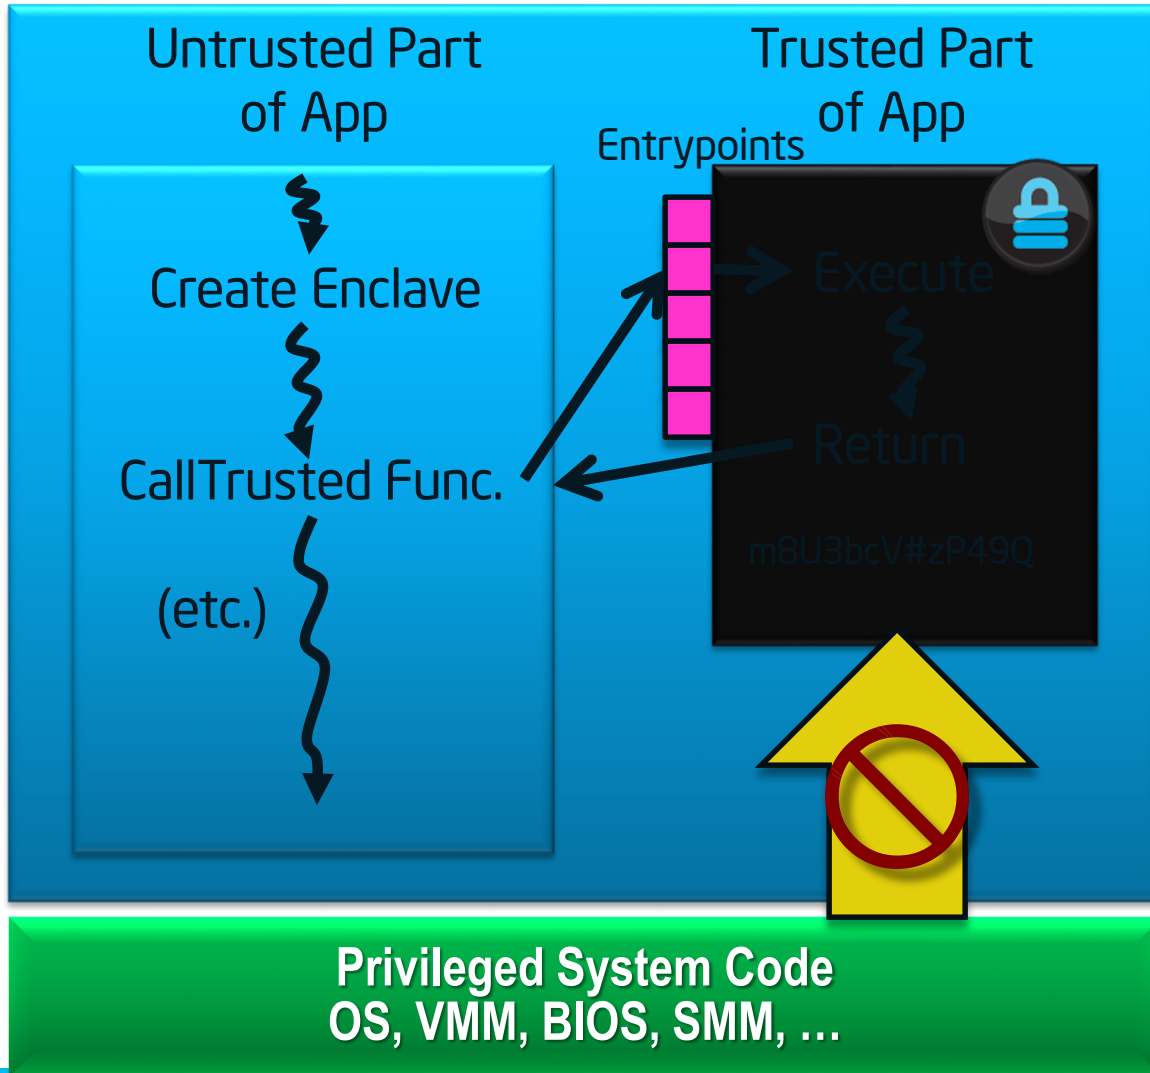 Untrusted Part
of App
Trusted Part
of App
Entrypoints
Create Enclave
Execute
CallTrusted Func.
Return
m8U3bcV#zP49Q
(etc.)
Privileged System Code
OS, VMM, BIOS, SMM, …